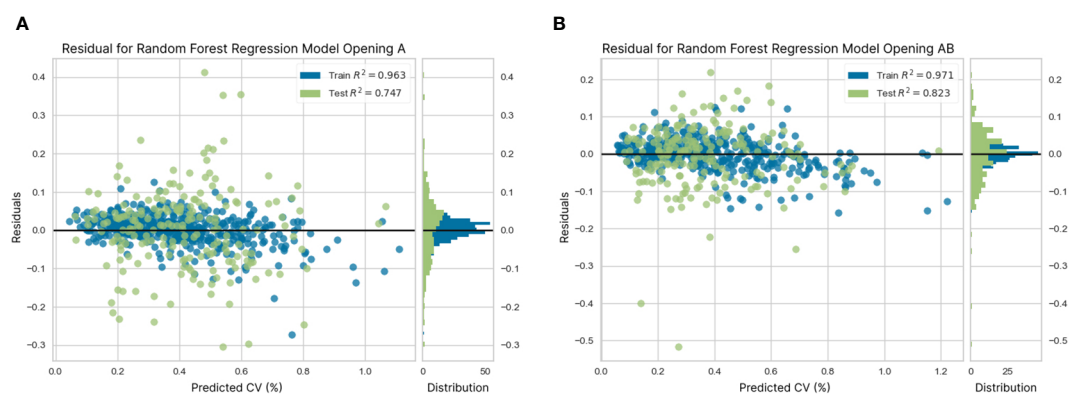 A
Residual for Random Forest Regression Model Opening A
Train R² = 0.963
Test R² = 0.747
Residuals
0.4
0.3
0.2
0.1
0.0
−0.1
−0.2
−0.3
0.4
0.3
0.2
0.1
0.0
−0.1
−0.2
−0.3
0.0 0.2 0.4 0.6 0.8 1.0
0 50
Predicted CV (%)
Distribution
B
Residual for Random Forest Regression Model Opening AB
Train R² = 0.971
Test R² = 0.823
Residuals
0.2
0.1
0.0
−0.1
−0.2
−0.3
−0.4
−0.5
0.2
0.1
0.0
−0.1
−0.2
−0.3
−0.4
−0.5
0.0 0.2 0.4 0.6 0.8 1.0 1.2
0 25
Predicted CV (%)
Distribution